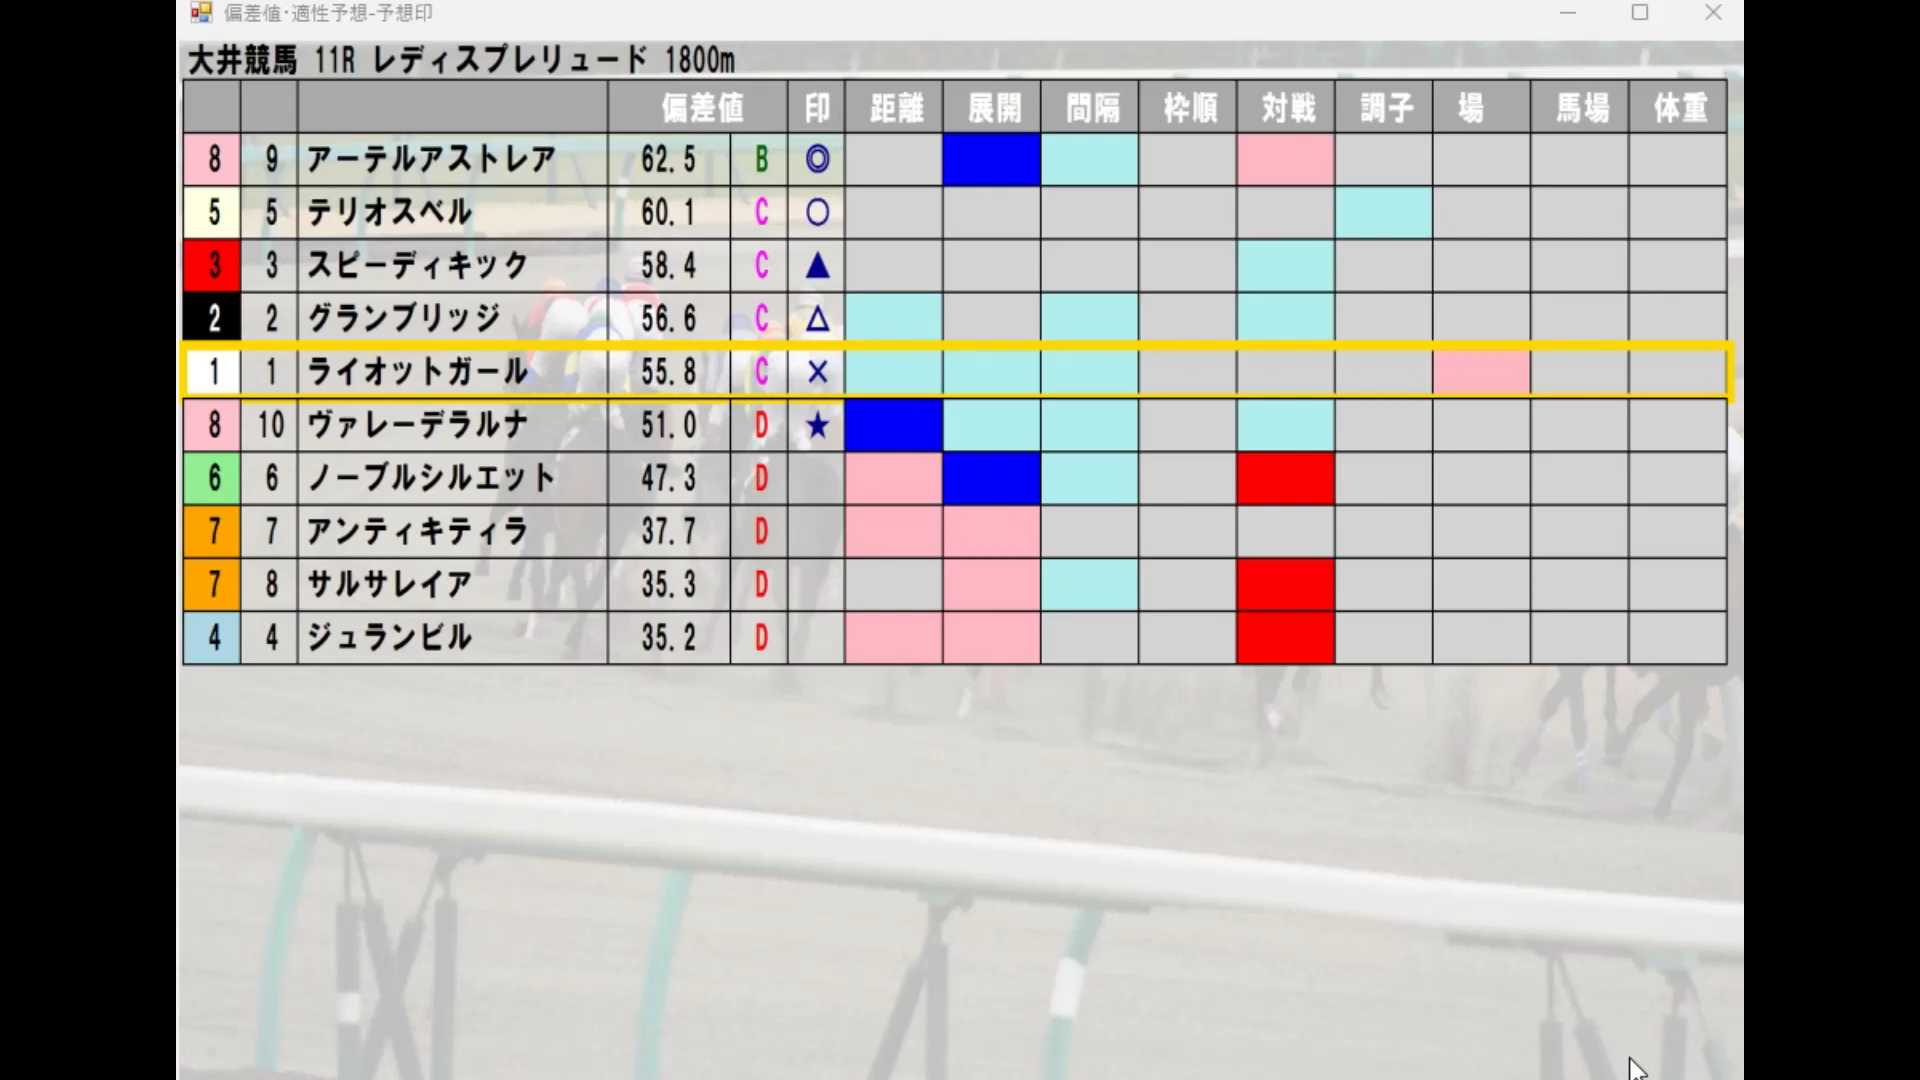 偏差値･適性予想-予想印
大井競馬 11R レディスプレリュード 1800m
偏差値 印 距離 展開 間隔 枠順 対戦 調子 場 馬場 体重
8 9 アーテルアストレア 62.5 B ◎
5 5 テリオスベル 60.1 C ○
3 3 スピーディキック 58.4 C ▲
2 2 グランブリッジ 56.6 C △
1 1 ライオットガール 55.8 C ×
8 10 ヴァレーデラルナ 51.0 D ★
6 6 ノーブルシルエット 47.3 D
7 7 アンティキティラ 37.7 D
7 8 サルサレイア 35.3 D
4 4 ジュランビル 35.2 D